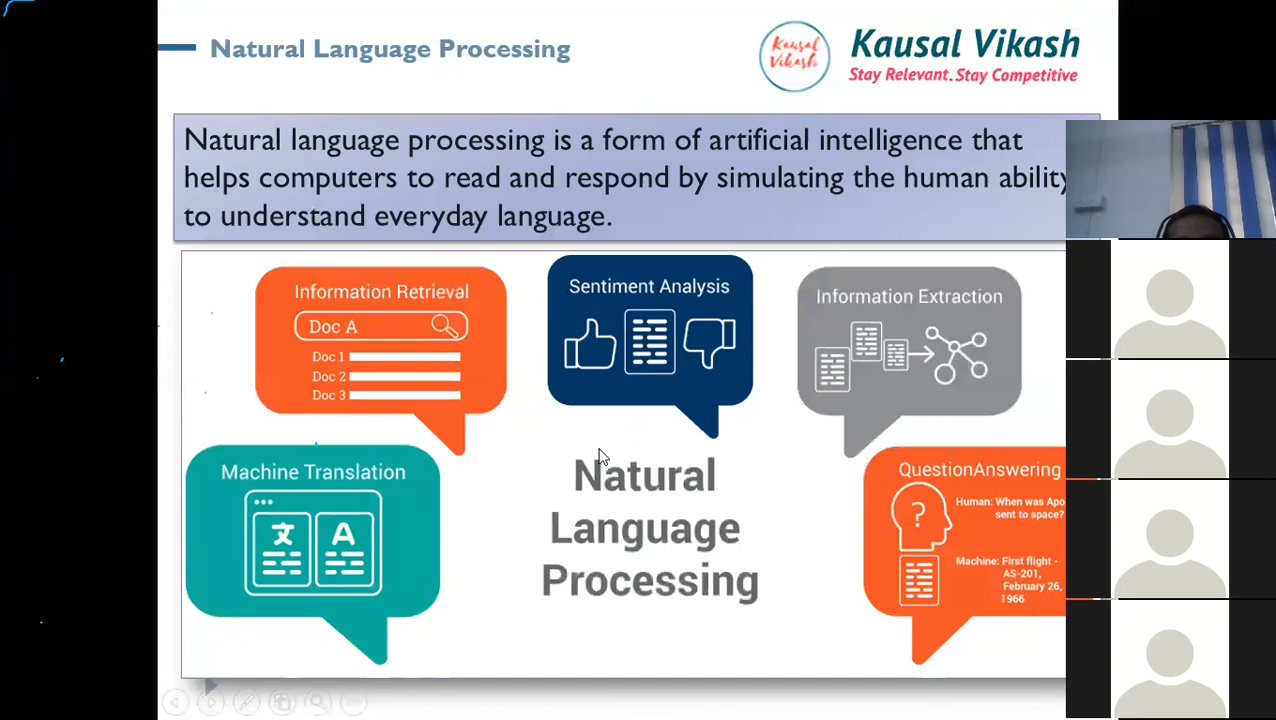 Natural Language Processing
Kausal Vikash
Kausal Vikash
Stay Relevant. Stay Competitive
Natural language processing is a form of artificial intelligence that
helps computers to read and respond by simulating the human ability
to understand everyday language.
Information Retrieval
Doc A
Doc 1
Doc 2
Doc 3
Sentiment Analysis
Information Extraction
Machine Translation
文 A
Natural
Language
Processing
QuestionAnswering
?
Human: When was Apo
sent to space?
Machine: First flight -
AS-201,
February 26,
1966